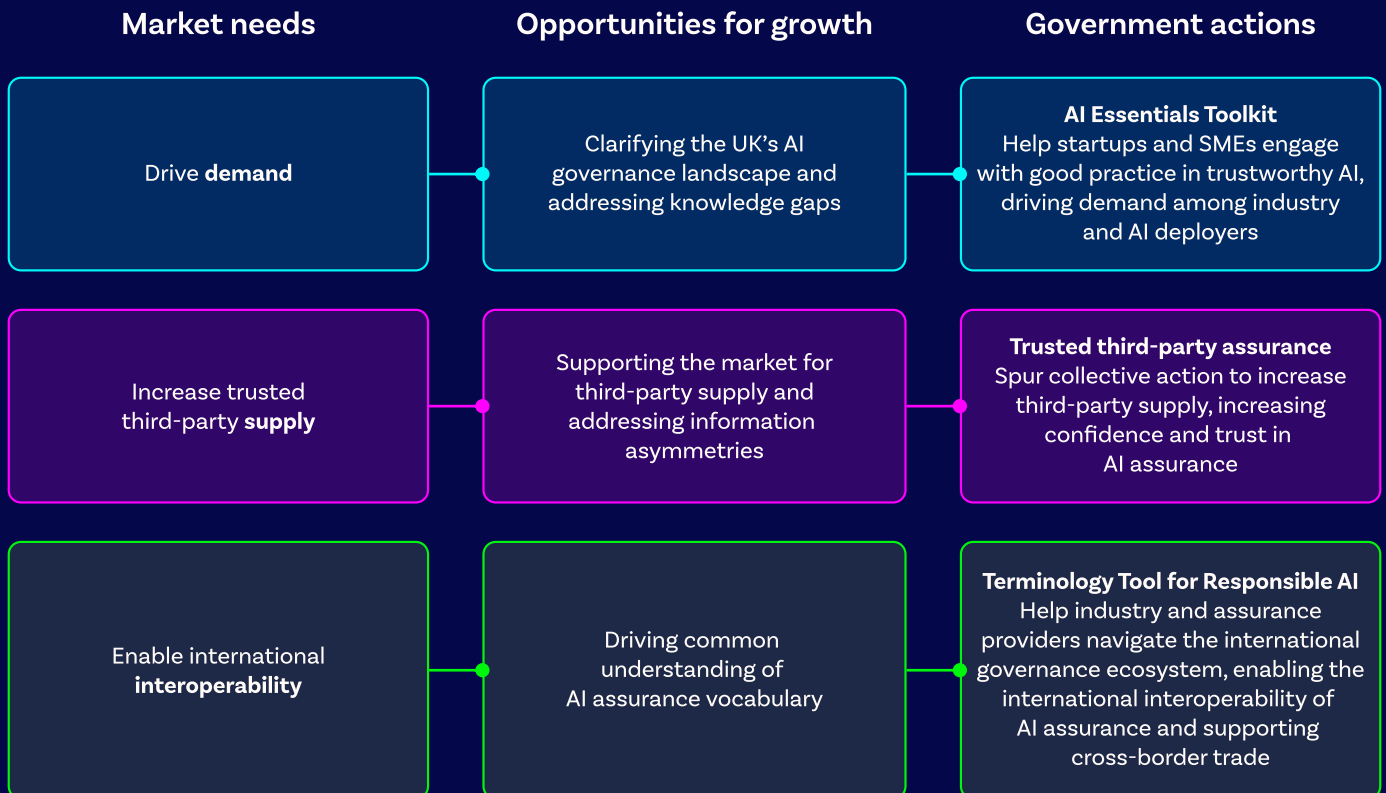 Market needs
Opportunities for growth
Government actions
Drive demand
Clarifying the UK’s AI
governance landscape and
addressing knowledge gaps
AI Essentials Toolkit
Help startups and SMEs engage
with good practice in trustworthy AI,
driving demand among industry
and AI deployers
Increase trusted
third-party supply
Supporting the market for
third-party supply and
addressing information
asymmetries
Trusted third-party assurance
Spur collective action to increase
third-party supply, increasing
confidence and trust in
AI assurance
Enable international
interoperability
Driving common
understanding of
AI assurance vocabulary
Terminology Tool for Responsible AI
Help industry and assurance
providers navigate the international
governance ecosystem, enabling the
international interoperability of
AI assurance and supporting
cross-border trade